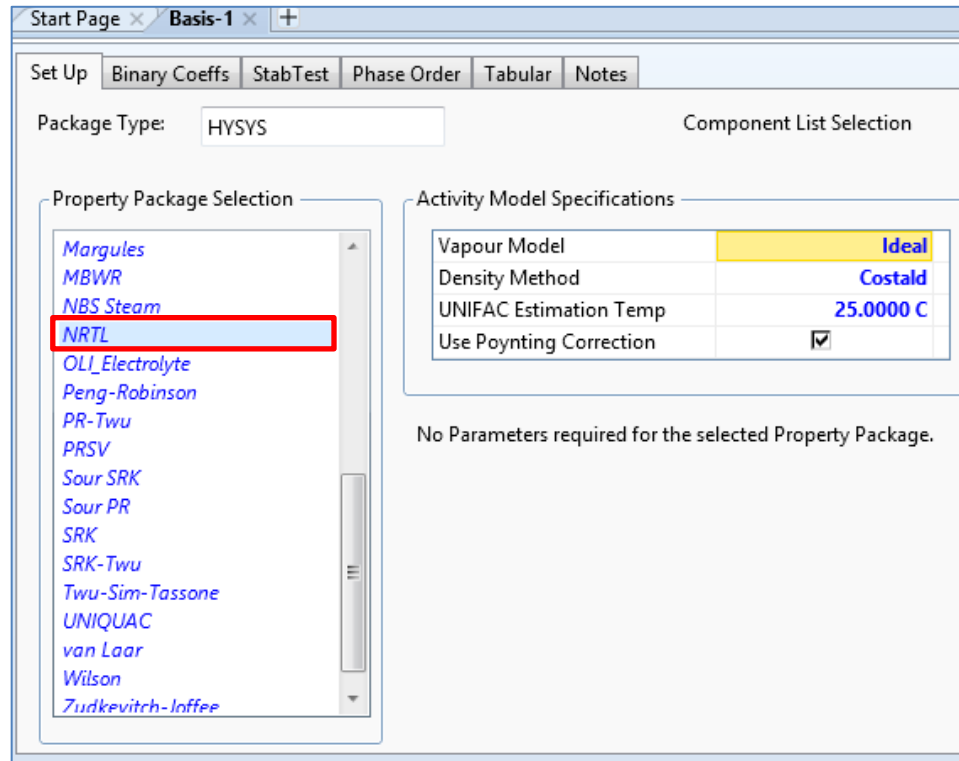 Start Page Basis-1
Set Up Binary Coeffs StabTest Phase Order Tabular Notes
Package Type: HYSYS Component List Selection
Property Package Selection
Margules
MBWR
NBS Steam
NRTL
OLI_Electrolyte
Peng-Robinson
PR-Twu
PRSV
Sour SRK
Sour PR
SRK
SRK-Twu
Twu-Sim-Tassone
UNIQUAC
van Laar
Wilson
Zudkevitch-Joffee
Activity Model Specifications
Vapour Model Ideal
Density Method Costald
UNIFAC Estimation Temp 25.0000 C
Use Poynting Correction
No Parameters required for the selected Property Package.